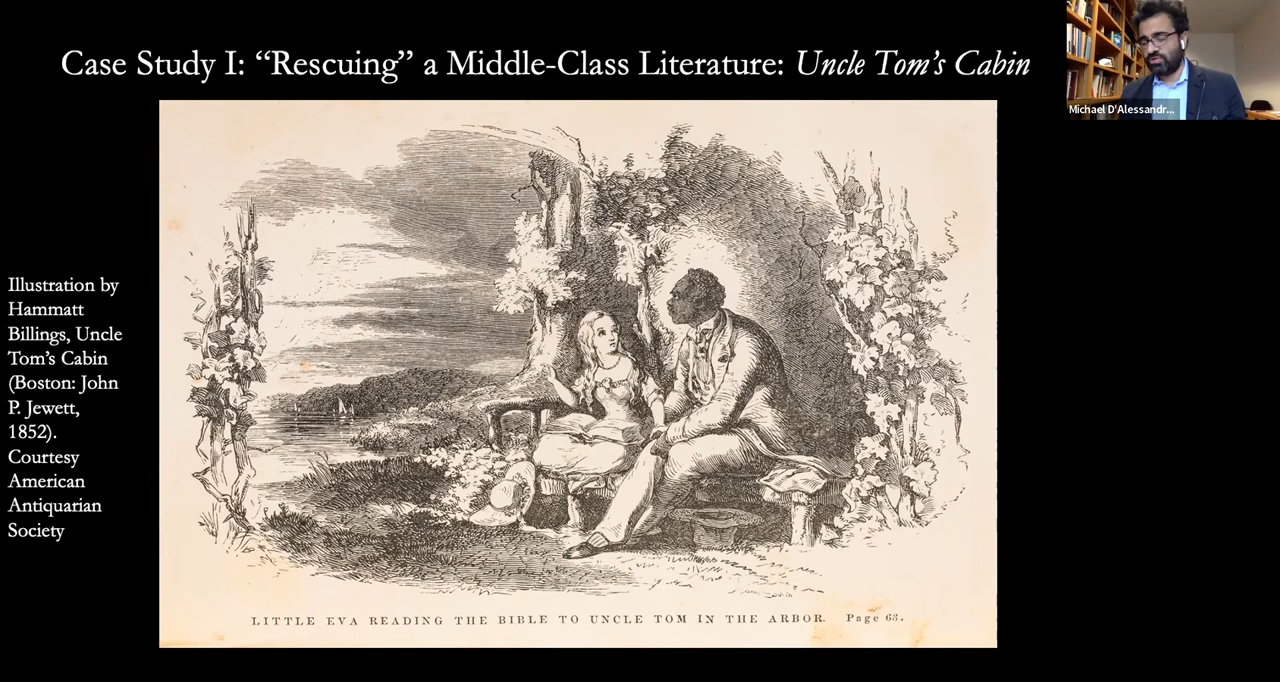 Case Study I: “Rescuing” a Middle-Class Literature: Uncle Tom’s Cabin
Michael D'Alessandr...
Illustration by
Hammatt
Billings, Uncle
Tom’s Cabin
(Boston: John
P. Jewett,
1852).
Courtesy
American
Antiquarian
Society
LITTLE EVA READING THE BIBLE TO UNCLE TOM IN THE ARBOR. Page 63.